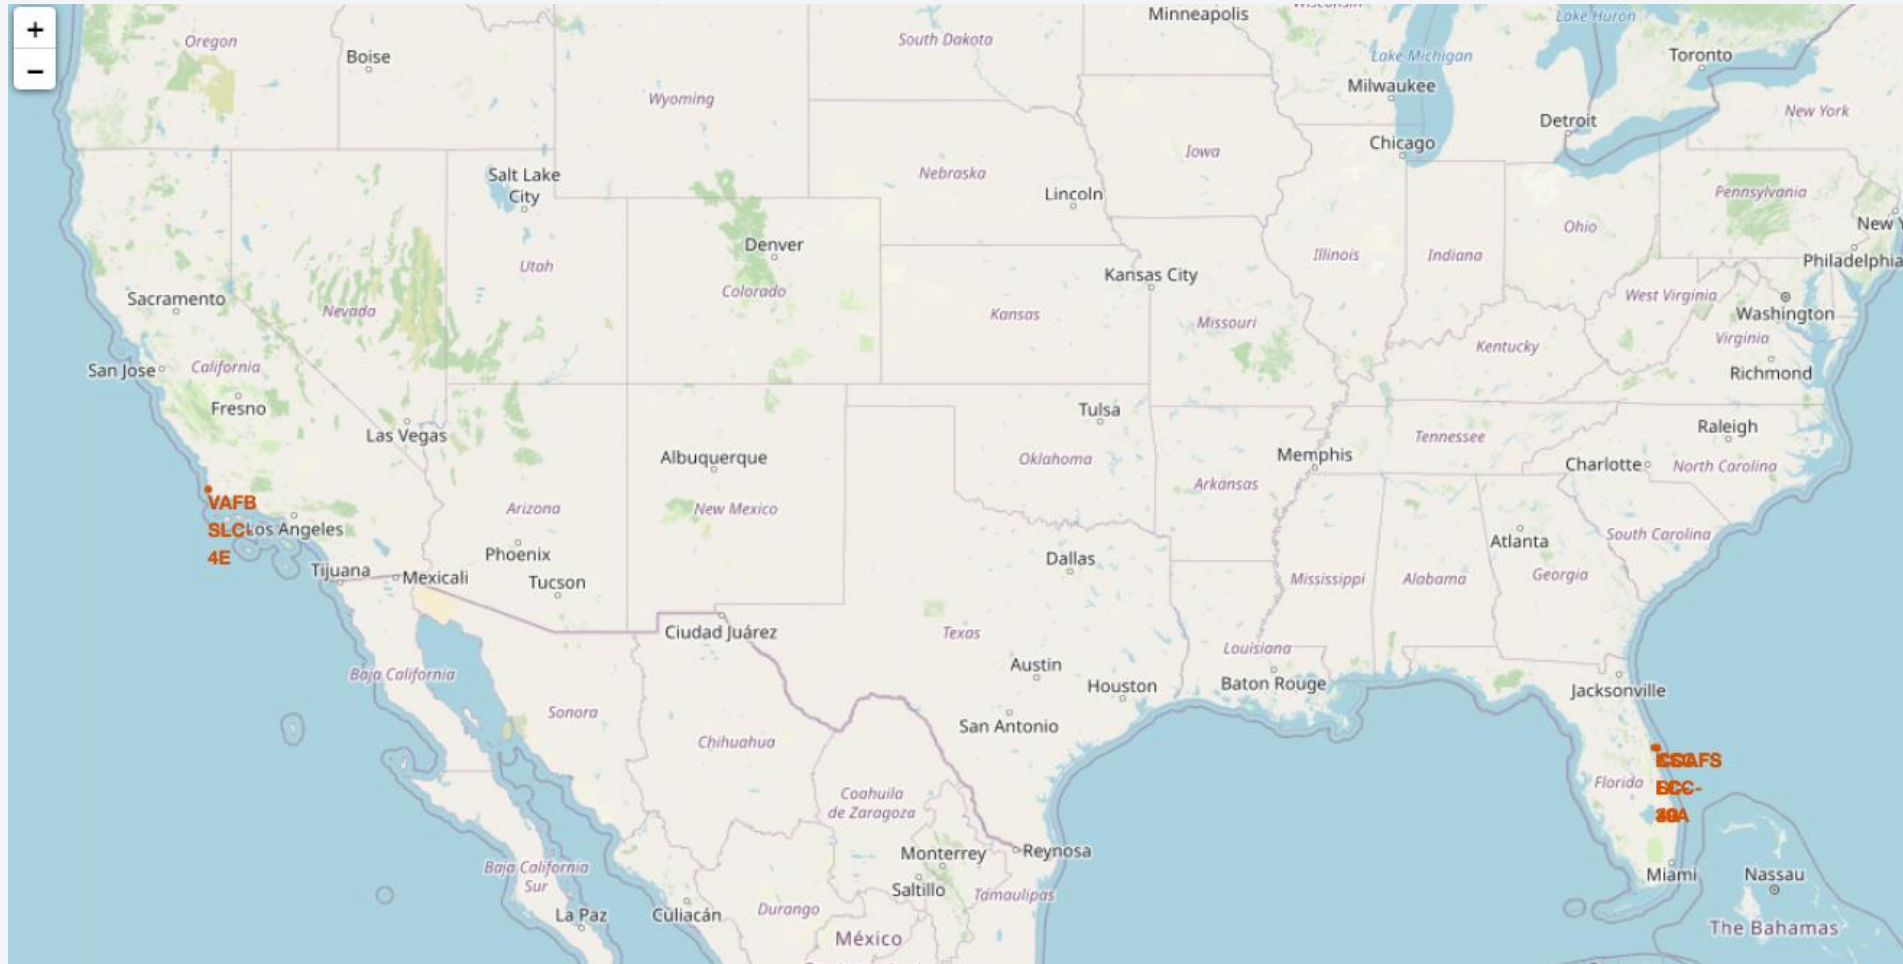 +
−
Oregon
Boise
South Dakota
Minneapolis
Wisconsin
Lake Huron
Lake Michigan
Toronto
Wyoming
Milwaukee
New York
Detroit
Chicago
Iowa
Salt Lake
City
Nebraska
Lincoln
Pennsylvania
New Y
Ohio
Denver
Utah
Illinois
Indiana
Philadelphia
Kansas City
Colorado
Sacramento
Nevada
West Virginia
Washington
Kansas
Missouri
Virginia
Kentucky
San Jose
California
Richmond
Fresno
Tulsa
Las Vegas
Raleigh
Tennessee
Albuquerque
Oklahoma
Memphis
Charlotte
North Carolina
Arkansas
VAFB
SLC-
4E
Los Angeles
Arizona
New Mexico
South Carolina
Atlanta
Phoenix
Dallas
Tijuana
Mexicali
Tucson
Mississippi
Alabama
Georgia
Ciudad Juárez
Texas
Louisiana
Austin
Baja California
Houston
Baton Rouge
Jacksonville
Sonora
San Antonio
Chihuahua
Florida
Coahuila
de Zaragoza
Monterrey
Reynosa
Baja California
Sur
Miami
Nassau
Saltillo
Tamaulipas
La Paz
Culiacán
Durango
México
The Bahamas